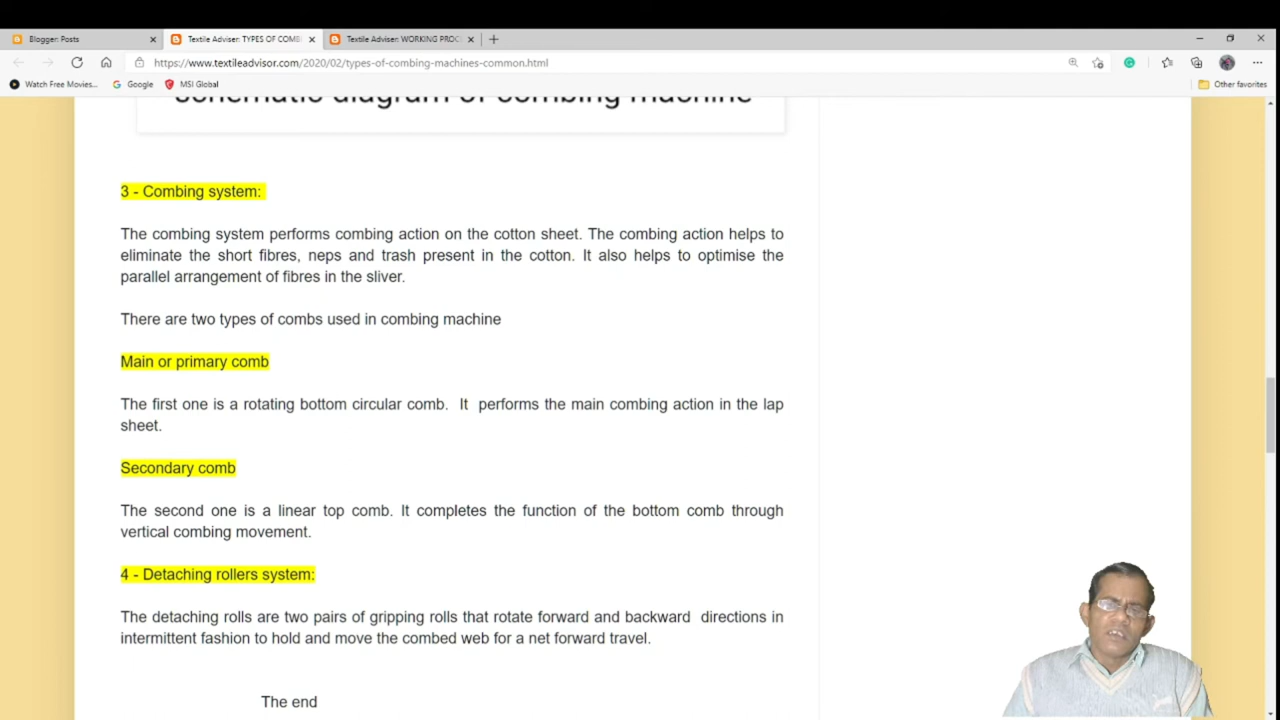 Blogger: Posts
Textile Adviser: TYPES OF COMB
Textile Adviser: WORKING PROC
https://www.textileadvisor.com/2020/02/types-of-combing-machines-common.html
Watch Free Movies...
Google
MSI Global
Other favorites
schematic diagram of combing machine
3 - Combing system:
The combing system performs combing action on the cotton sheet. The combing action helps to
eliminate the short fibres, neps and trash present in the cotton. It also helps to optimise the
parallel arrangement of fibres in the sliver.
There are two types of combs used in combing machine
Main or primary comb
The first one is a rotating bottom circular comb. It performs the main combing action in the lap
sheet.
Secondary comb
The second one is a linear top comb. It completes the function of the bottom comb through
vertical combing movement.
4 - Detaching rollers system:
The detaching rolls are two pairs of gripping rolls that rotate forward and backward directions in
intermittent fashion to hold and move the combed web for a net forward travel.
The end